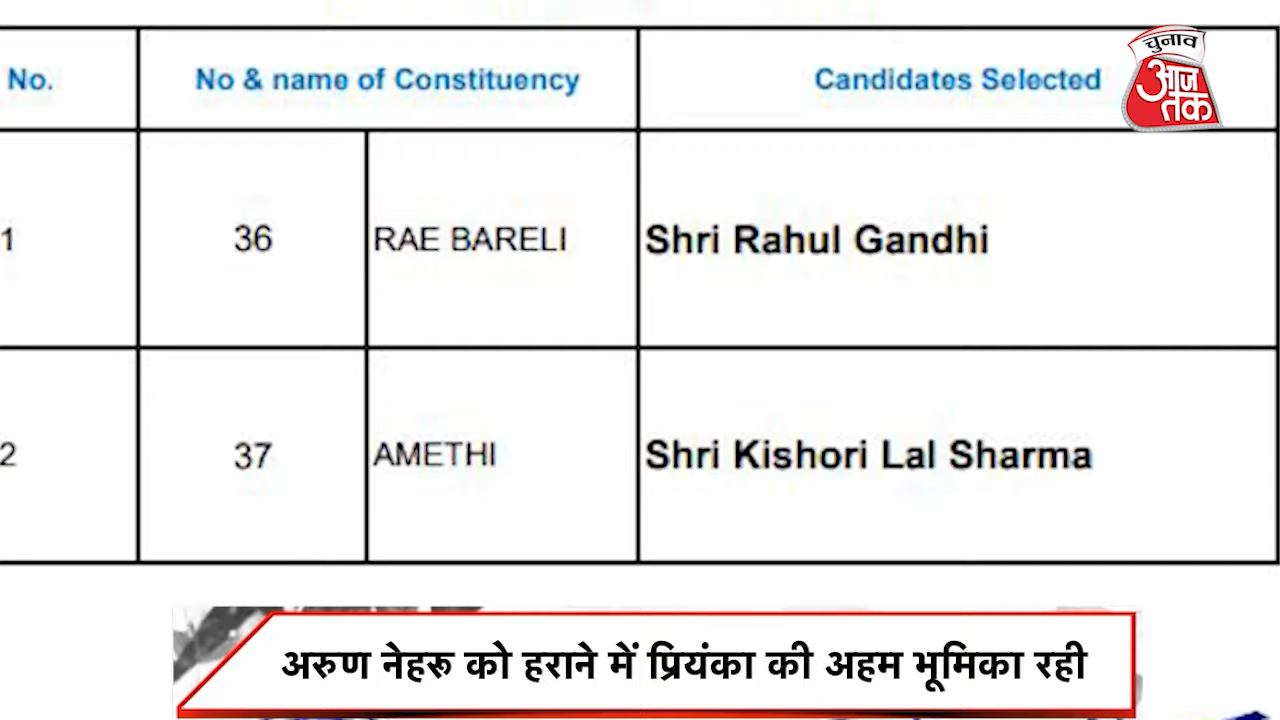 No. No & name of Constituency Candidates Selected
चुनाव
आज
तक
1 36 RAE BARELI Shri Rahul Gandhi
2 37 AMETHI Shri Kishori Lal Sharma
अरुण नेहरू को हराने में प्रियंका की अहम भूमिका रही